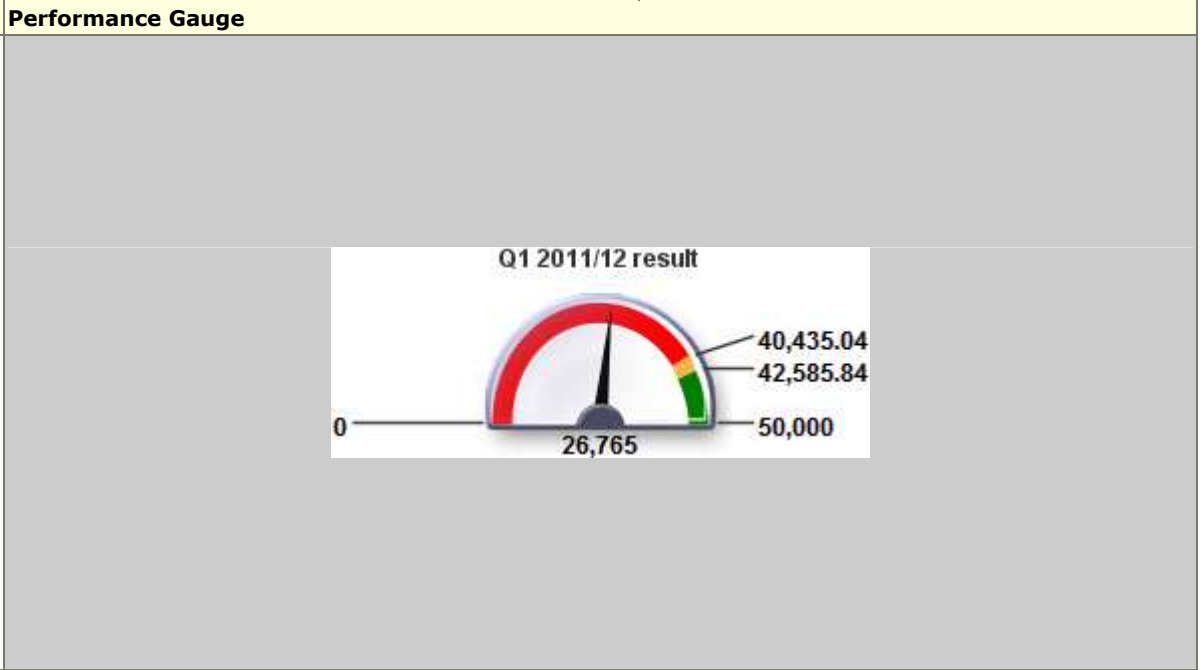 Performance Gauge
Q1 2011/12 result
40,435.04
42,585.84
0
50,000
26,765